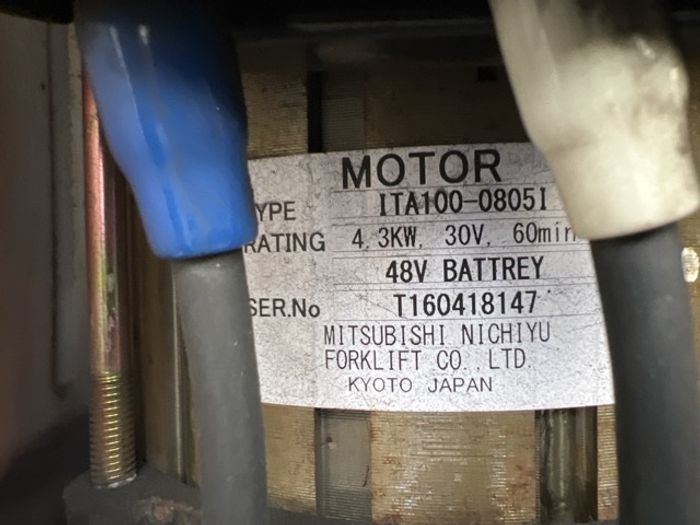 MOTOR
YPE ITA100-0805I
RATING 4.3KW, 30V, 60min
48V BATTREY
SER.No T160418147
MITSUBISHI NICHIYU
FORKLIFT CO.,LTD.
KYOTO JAPAN